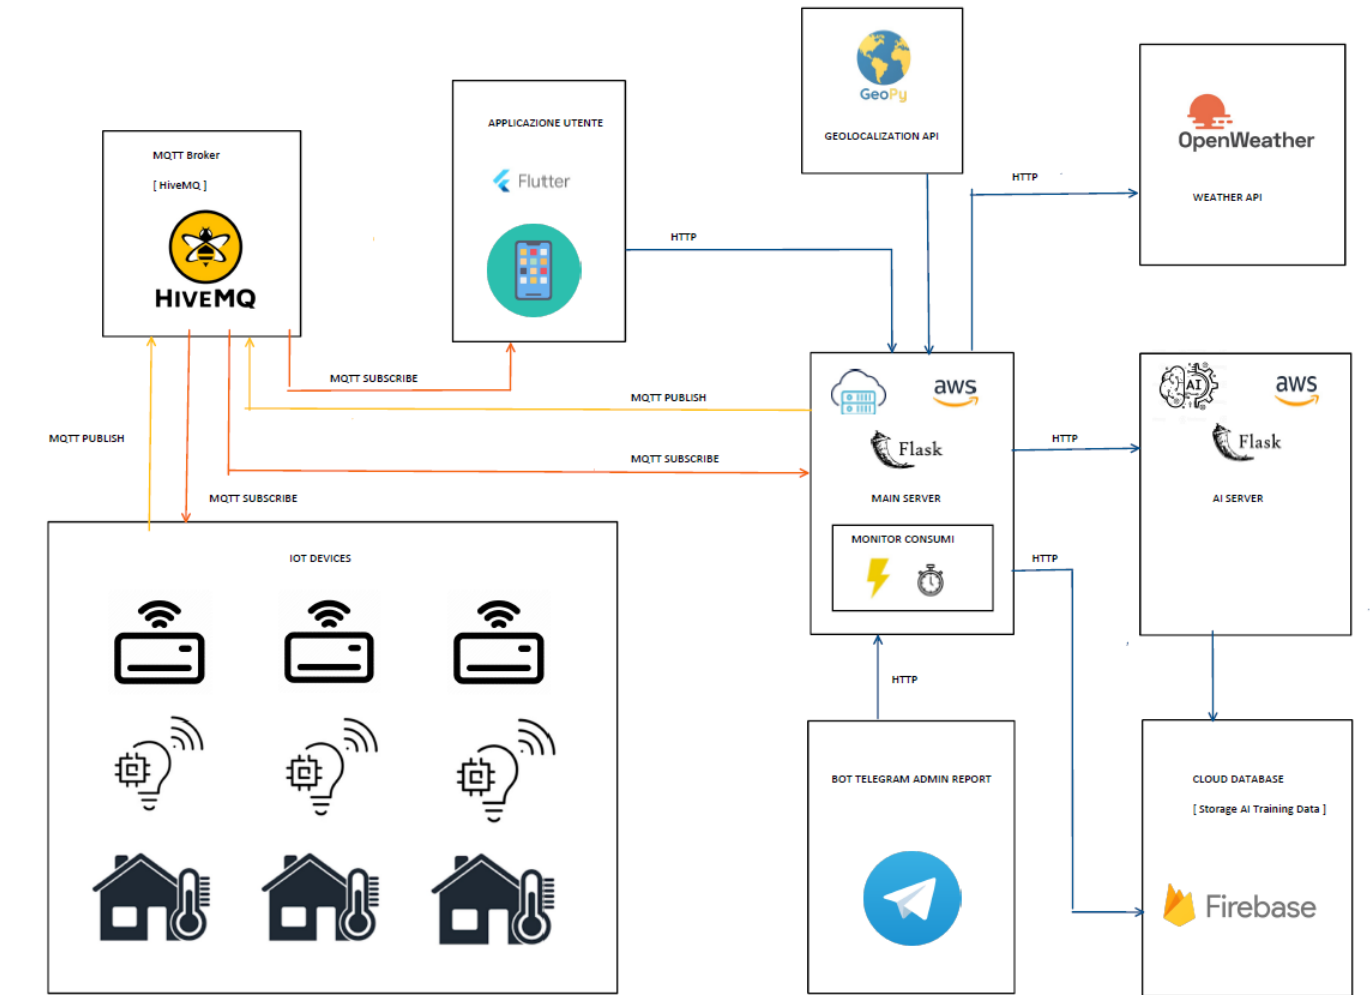 GeoPy
GEOLOCALIZATION API
OpenWeather
WEATHER API
HTTP
APPLICAZIONE UTENTE
Flutter
HTTP
MQTT Broker
[ HiveMQ ]
HIVEMQ
MQTT SUBSCRIBE
MQTT PUBLISH
MQTT PUBLISH
MQTT SUBSCRIBE
MQTT SUBSCRIBE
aws
Flask
MAIN SERVER
MONITOR CONSUMI
HTTP
AI
aws
Flask
AI SERVER
HTTP
IOT DEVICES
HTTP
BOT TELEGRAM ADMIN REPORT
CLOUD DATABASE
[ Storage AI Training Data ]
Firebase